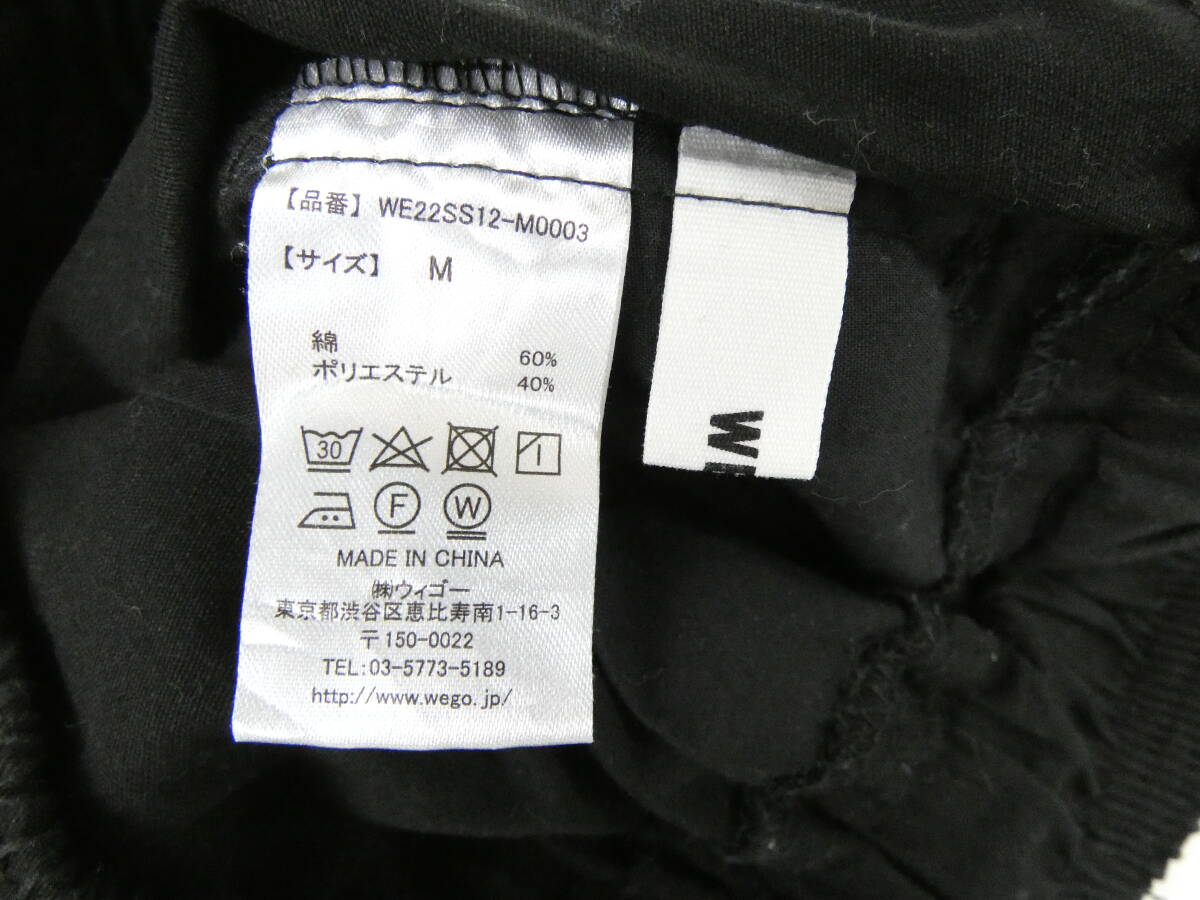 【品番】 WE22SS12-M0003
【サイズ】 M
綿 60%
ポリエステル 40%
30
F W
MADE IN CHINA
㈱ウィゴー
東京都渋谷区恵比寿南1-16-3
〒150-0022
TEL:03-5773-5189
http://www.wego.jp/
WE